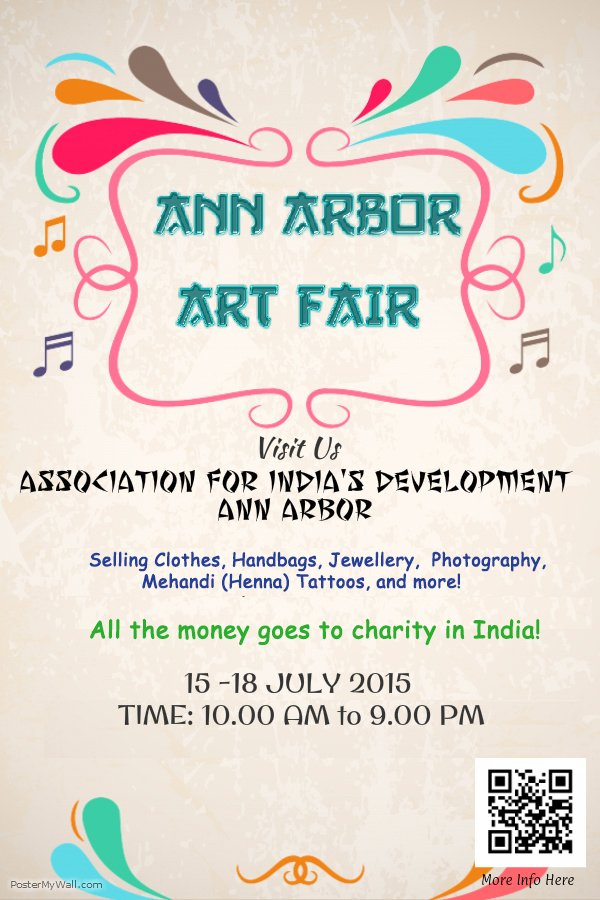 ANN ARBOR
ART FAIR
Visit Us
ASSOCIATION FOR INDIA'S DEVELOPMENT
ANN ARBOR
Selling Clothes, Handbags, Jewellery, Photography,
Mehandi (Henna) Tattoos, and more!
All the money goes to charity in India!
15 -18 JULY 2015
TIME: 10.00 AM to 9.00 PM
PosterMyWall.com
More Info Here